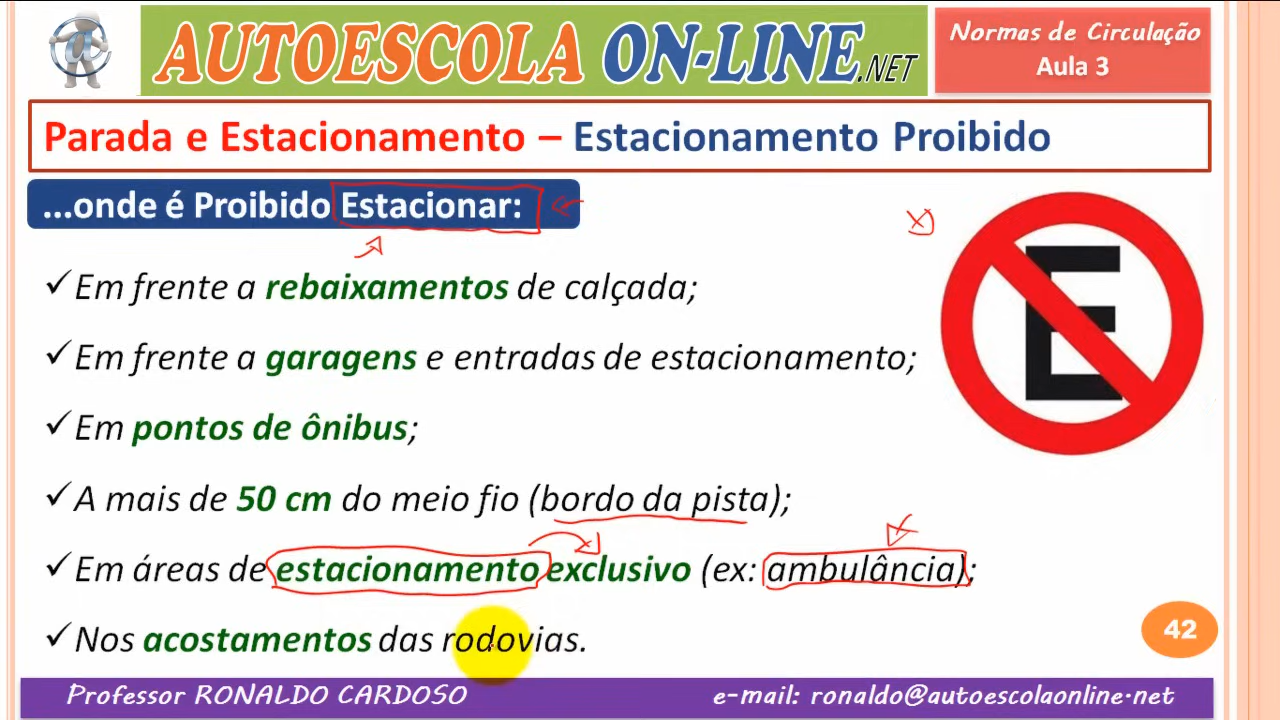 AUTOESCOLA ON-LINE.NET
Normas de Circulação
Aula 3
Parada e Estacionamento – Estacionamento Proibido
...onde é Proibido Estacionar:
✓Em frente a rebaixamentos de calçada;
✓Em frente a garagens e entradas de estacionamento;
✓Em pontos de ônibus;
✓A mais de 50 cm do meio fio (bordo da pista);
✓Em áreas de estacionamento exclusivo (ex: ambulância);
✓Nos acostamentos das rodovias.
E
42
Professor RONALDO CARDOSO
e-mail: ronaldo@autoescolaonline.net